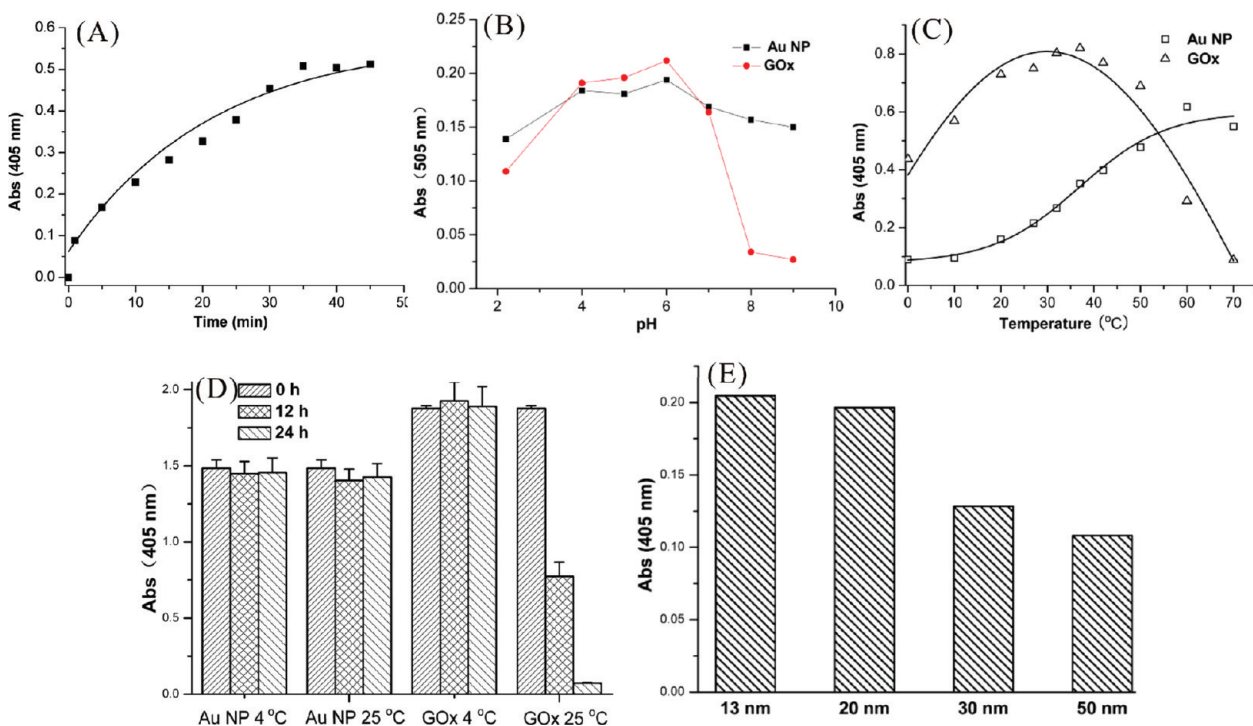 (A)
Abs (405 nm)
0.6
0.5
0.4
0.3
0.2
0.1
0.0
0 10 20 30 40 50
Time (min)
(B)
Au NP
GOx
Abs (505 nm)
0.25
0.20
0.15
0.10
0.05
0.00
2 4 6 8 10
pH
(C)
Au NP
GOx
Abs (405 nm)
0.8
0.6
0.4
0.2
0.0
0 10 20 30 40 50 60 70
Temperature (°C)
(D)
0 h
12 h
24 h
Abs (405 nm)
2.0
1.5
1.0
0.5
0.0
Au NP 4 °C Au NP 25 °C GOx 4 °C GOx 25 °C
(E)
Abs (405 nm)
0.20
0.15
0.10
0.05
0.00
13 nm 20 nm 30 nm 50 nm